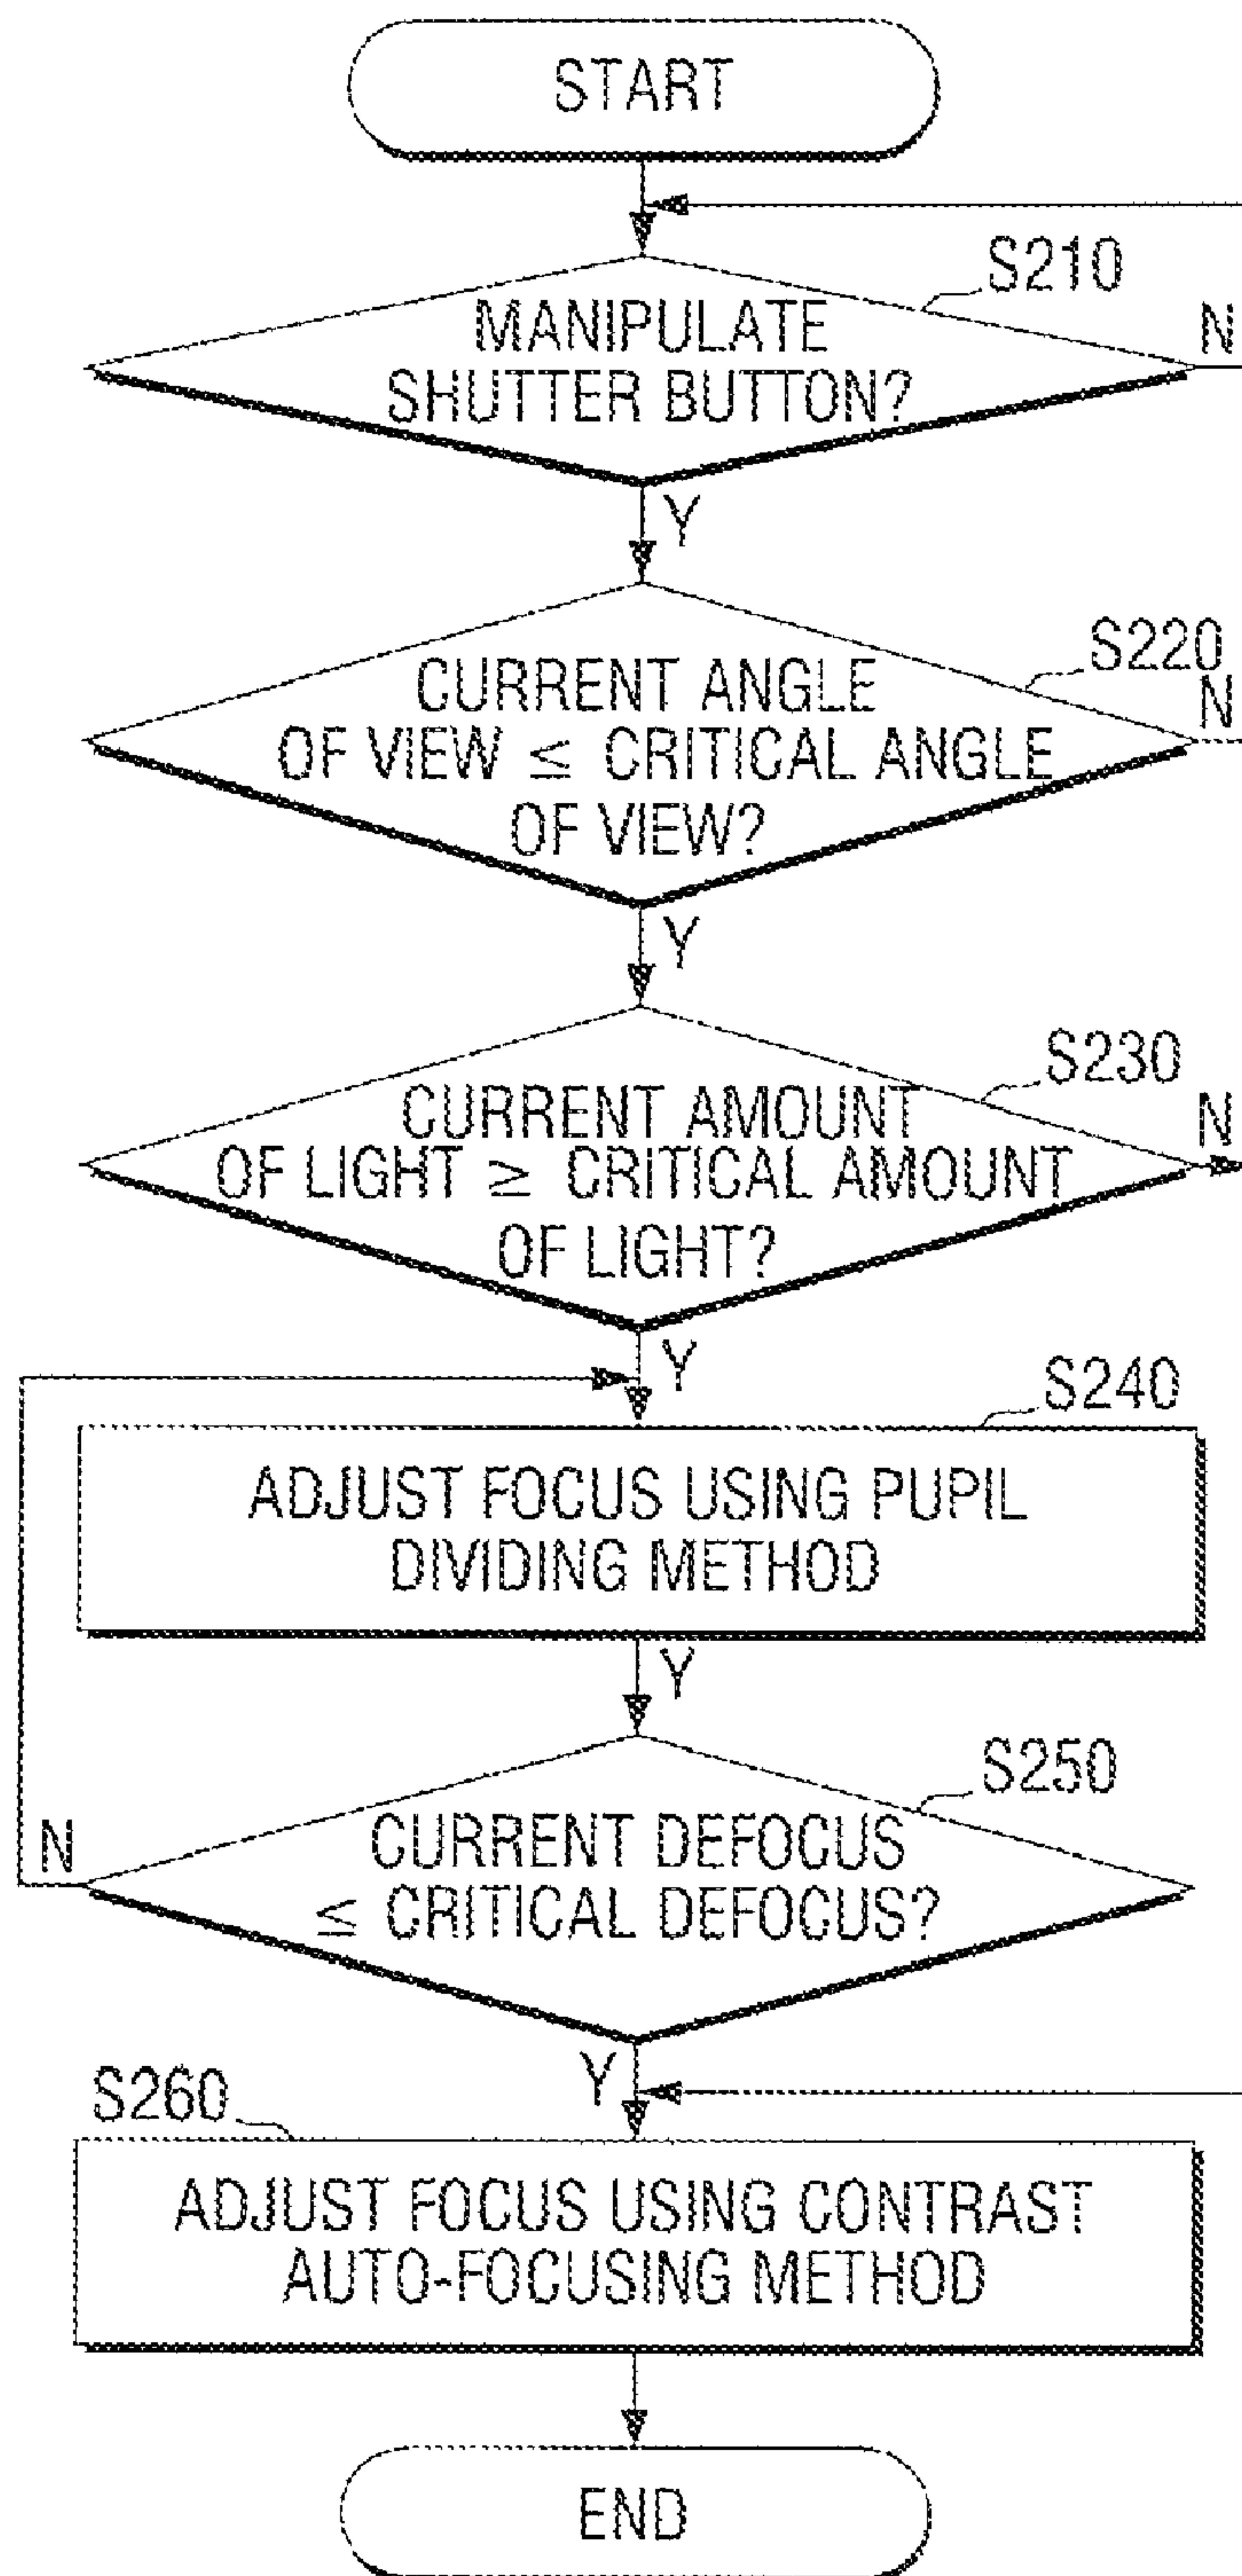 START
S210
MANIPULATE
SHUTTER BUTTON?
N
Y
S220
CURRENT ANGLE
OF VIEW ≤ CRITICAL ANGLE
OF VIEW?
N
Y
S230
CURRENT AMOUNT
OF LIGHT ≥ CRITICAL AMOUNT
OF LIGHT?
N
Y
S240
ADJUST FOCUS USING PUPIL
DIVIDING METHOD
Y
S250
CURRENT DEFOCUS
≤ CRITICAL DEFOCUS?
N
Y
S260
ADJUST FOCUS USING CONTRAST
AUTO-FOCUSING METHOD
END